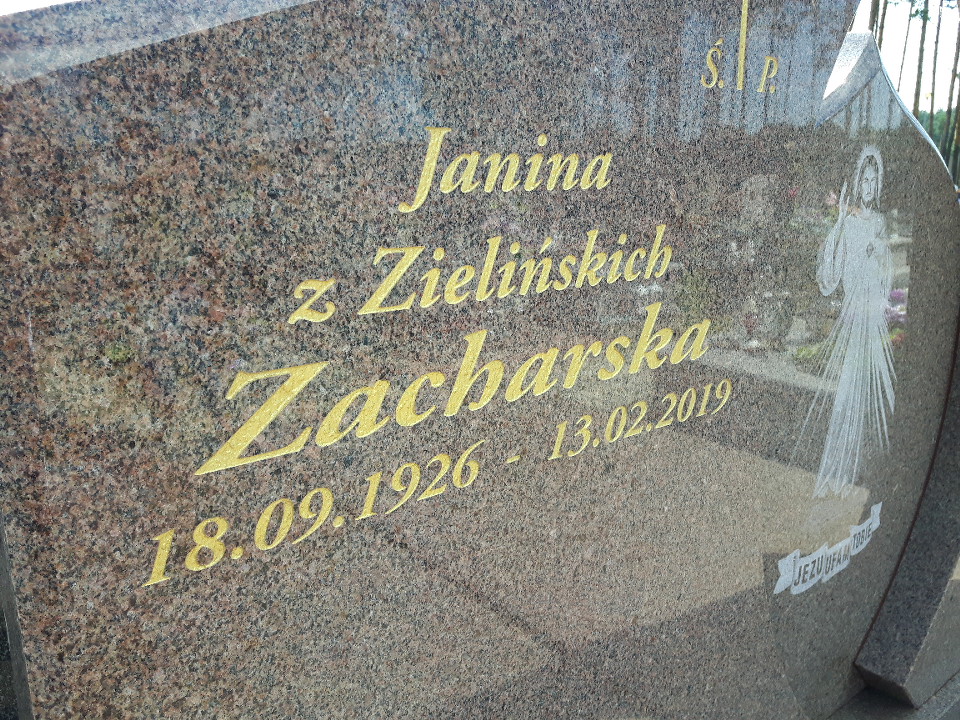 Ś. P.
Janina
z Zielińskich
Zacharska
18.09.1926 - 13.02.2019
JEZU UFAM TOBIE